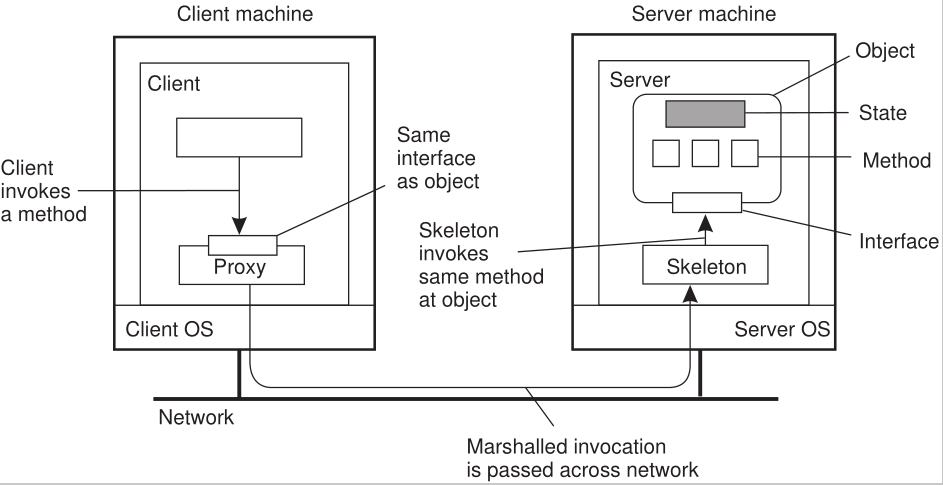 Client machine
Server machine
Object
Client
Server
State
Same
interface
as object
Client
invokes
a method
Method
Skeleton
invokes
same method
at object
Interface
Proxy
Skeleton
Client OS
Server OS
Network
Marshalled invocation
is passed across network